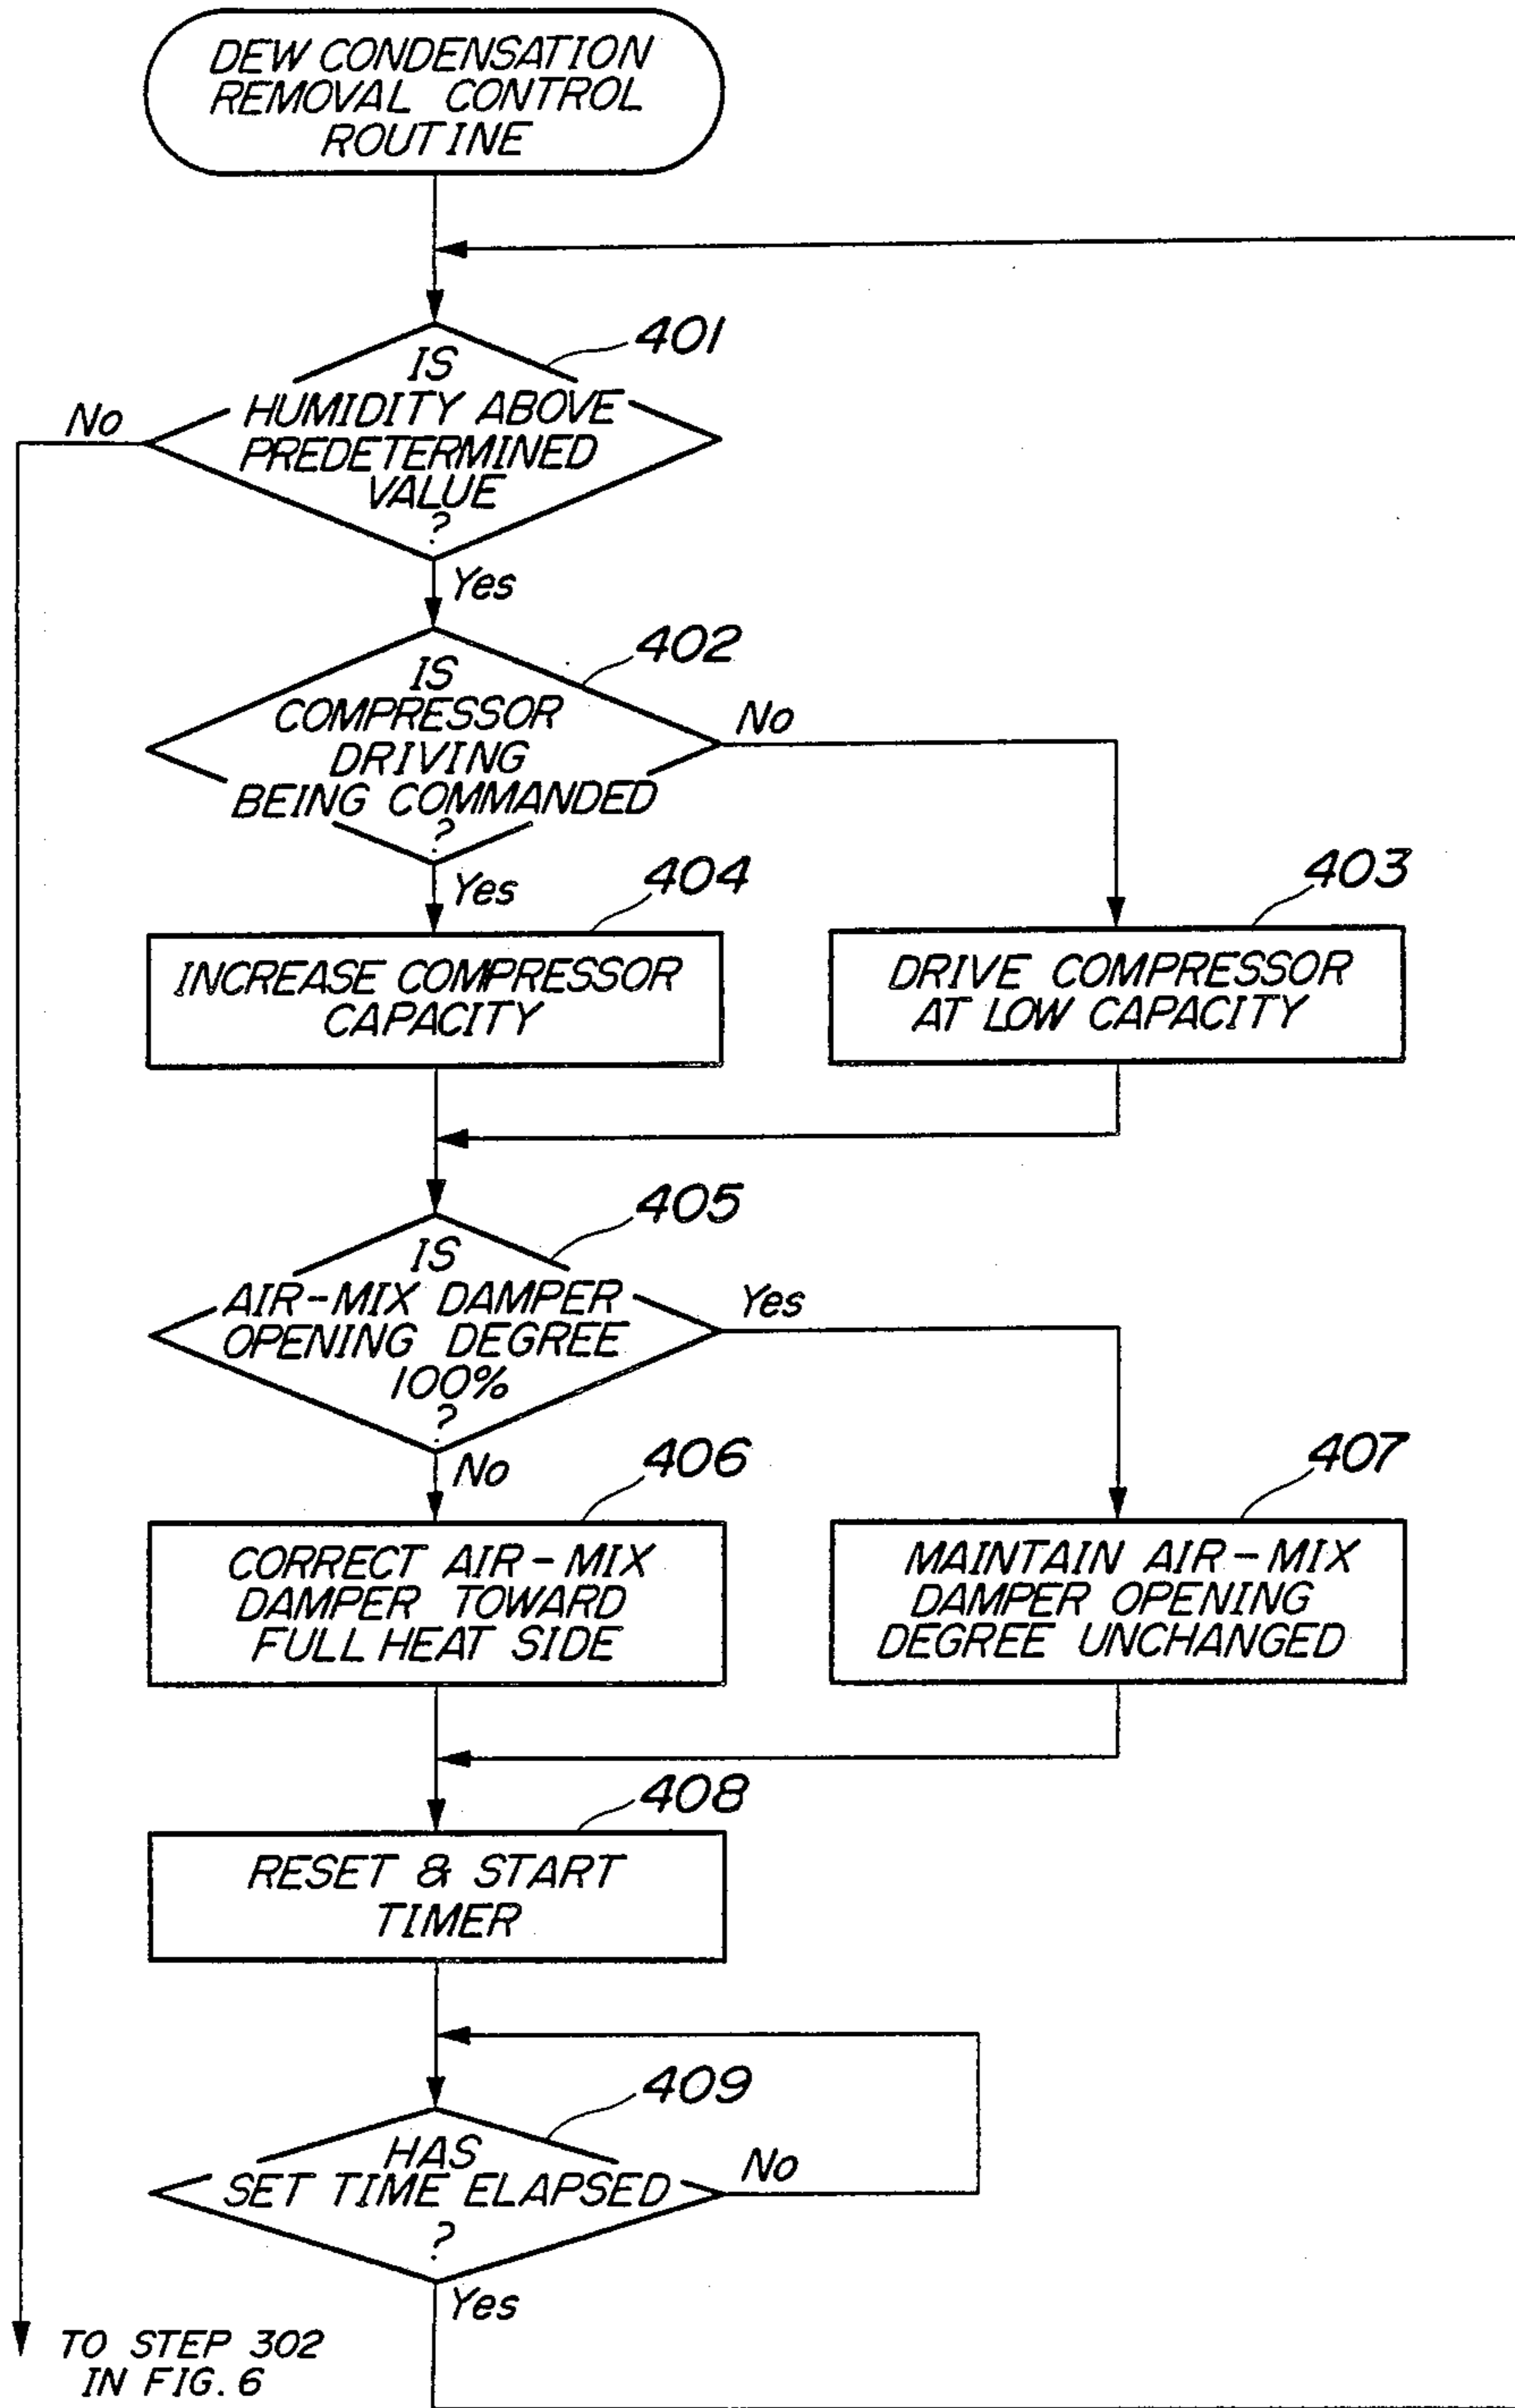 DEW CONDENSATION
REMOVAL CONTROL
ROUTINE
401
IS
HUMIDITY ABOVE
PREDETERMINED
VALUE
?
No
Yes
402
IS
COMPRESSOR
DRIVING
BEING COMMANDED
?
No
Yes
404
INCREASE COMPRESSOR
CAPACITY
403
DRIVE COMPRESSOR
AT LOW CAPACITY
405
IS
AIR-MIX DAMPER
OPENING DEGREE
100%
?
Yes
No
406
CORRECT AIR-MIX
DAMPER TOWARD
FULL HEAT SIDE
407
MAINTAIN AIR-MIX
DAMPER OPENING
DEGREE UNCHANGED
408
RESET & START
TIMER
409
HAS
SET TIME ELAPSED
?
No
Yes
TO STEP 302
IN FIG. 6